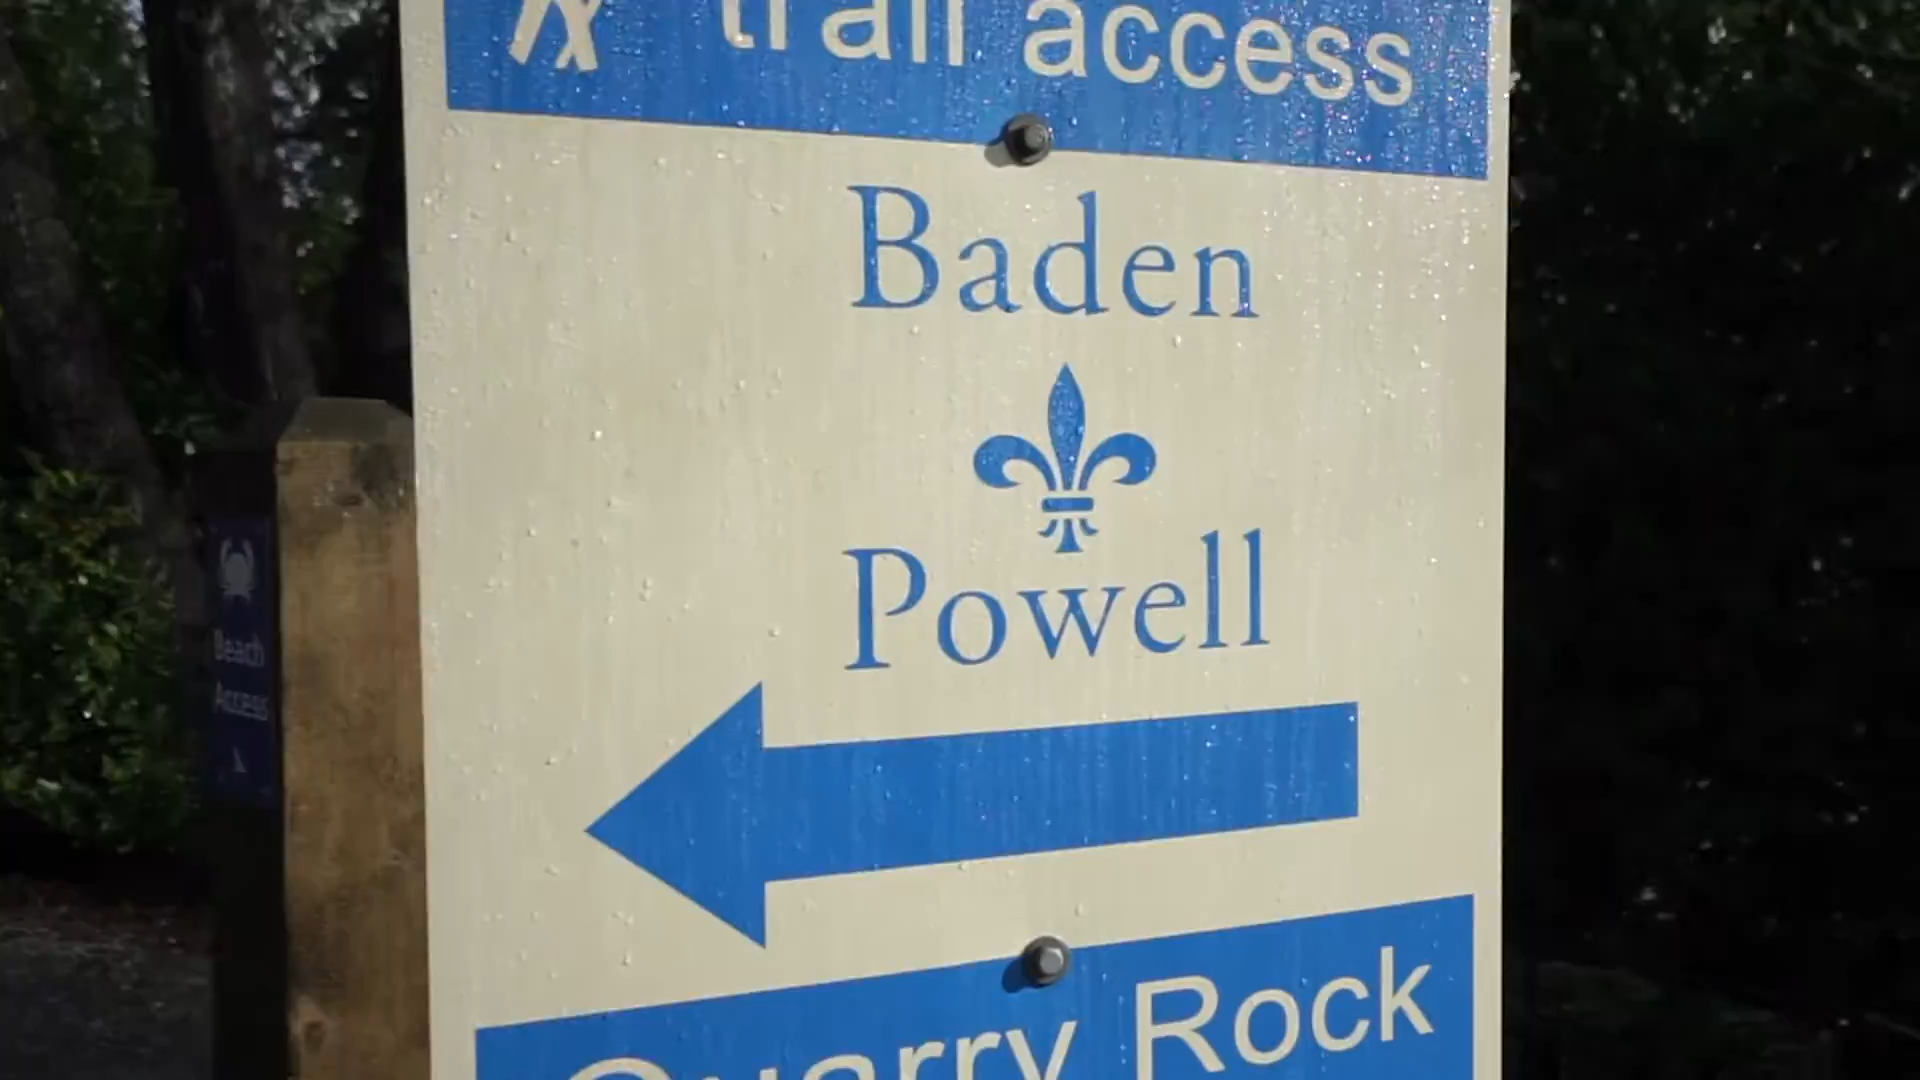 trail access
Baden
Powell
Quarry Rock
Beach
Access